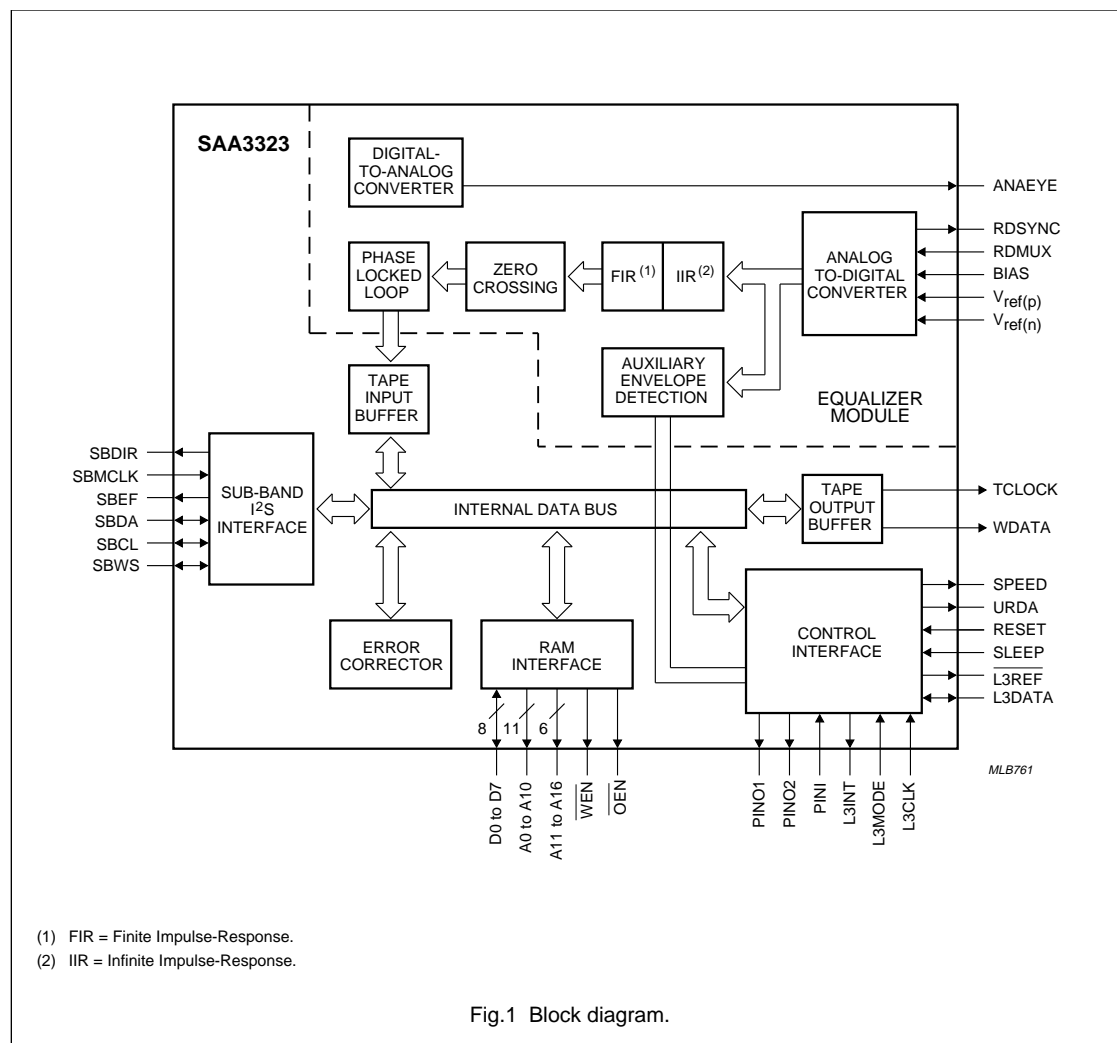 SAA3323
DIGITAL-
TO-ANALOG
CONVERTER
ANAEYE
PHASE
LOCKED
LOOP
ZERO
CROSSING
FIR (1)
IIR (2)
ANALOG
TO-DIGITAL
CONVERTER
RDSYNC
RDMUX
BIAS
Vref(p)
Vref(n)
TAPE
INPUT
BUFFER
AUXILIARY
ENVELOPE
DETECTION
EQUALIZER
MODULE
SBDIR
SBMCLK
SBEF
SBDA
SBCL
SBWS
SUB-BAND
I2S
INTERFACE
INTERNAL DATA BUS
TAPE
OUTPUT
BUFFER
TCLOCK
WDATA
ERROR
CORRECTOR
RAM
INTERFACE
CONTROL
INTERFACE
SPEED
URDA
RESET
SLEEP
L3REF
L3DATA
8
11
6
D0 to D7
A0 to A10
A11 to A16
WEN
OEN
PINO1
PINO2
PINI
L3INT
L3MODE
L3CLK
MLB761
(1) FIR = Finite Impulse-Response.
(2) IIR = Infinite Impulse-Response.
Fig.1 Block diagram.